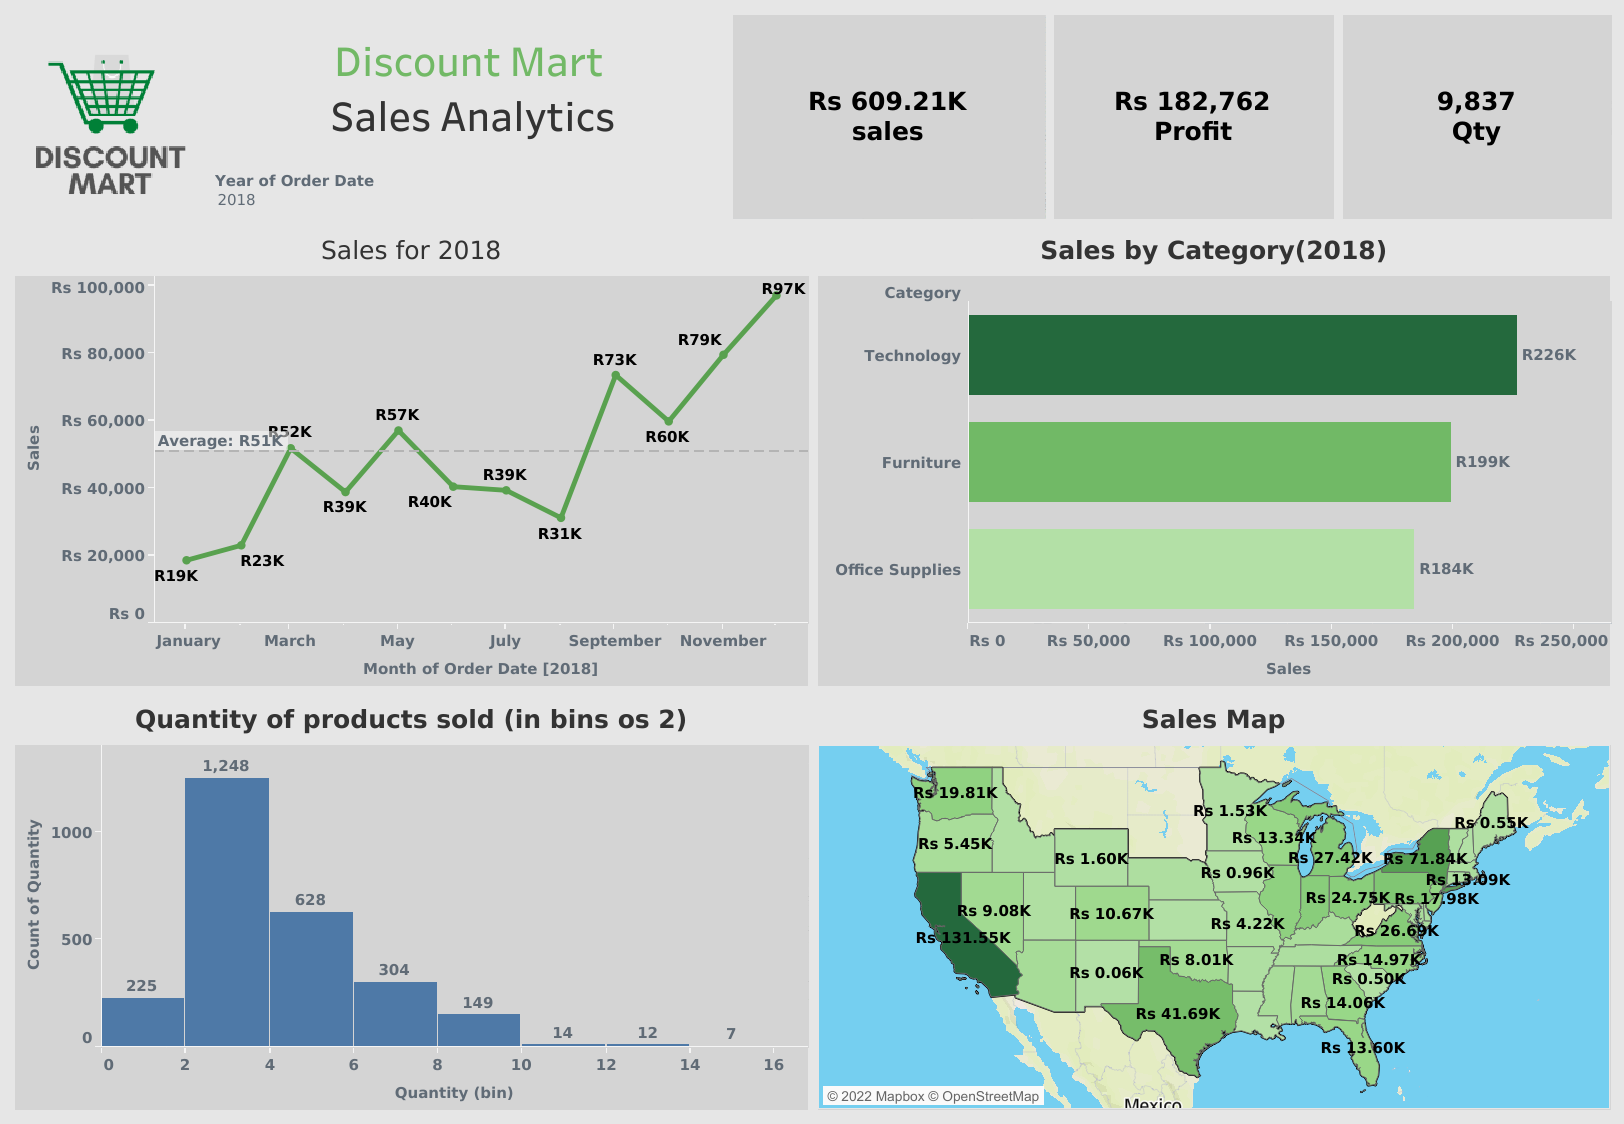 DISCOUNT
MART
Discount Mart
Sales Analytics
Year of Order Date
2018
Rs 609.21K
sales
Rs 182,762
Profit
9,837
Qty
Sales for 2018
Sales
Rs 100,000
Rs 80,000
Rs 60,000
Rs 40,000
Rs 20,000
Rs 0
Average: R51K
R19K
R23K
R52K
R39K
R57K
R40K
R39K
R31K
R73K
R60K
R79K
R97K
January March May July September November
Month of Order Date [2018]
Sales by Category(2018)
Category
Technology R226K
Furniture R199K
Office Supplies R184K
Rs 0 Rs 50,000 Rs 100,000 Rs 150,000 Rs 200,000 Rs 250,000
Sales
Quantity of products sold (in bins os 2)
Count of Quantity
1000
500
0
225
1,248
628
304
149
14
12
7
0 2 4 6 8 10 12 14 16
Quantity (bin)
Sales Map
Rs 19.81K
Rs 1.53K
Rs 0.55K
Rs 5.45K
Rs 13.34K
Rs 1.60K
Rs 27.42K
Rs 71.84K
Rs 0.96K
Rs 13.09K
Rs 24.75K
Rs 17.98K
Rs 9.08K
Rs 10.67K
Rs 4.22K
Rs 26.69K
Rs 131.55K
Rs 8.01K
Rs 14.97K
Rs 0.06K
Rs 0.50K
Rs 14.06K
Rs 41.69K
Rs 13.60K
© 2022 Mapbox © OpenStreetMap
Mexico